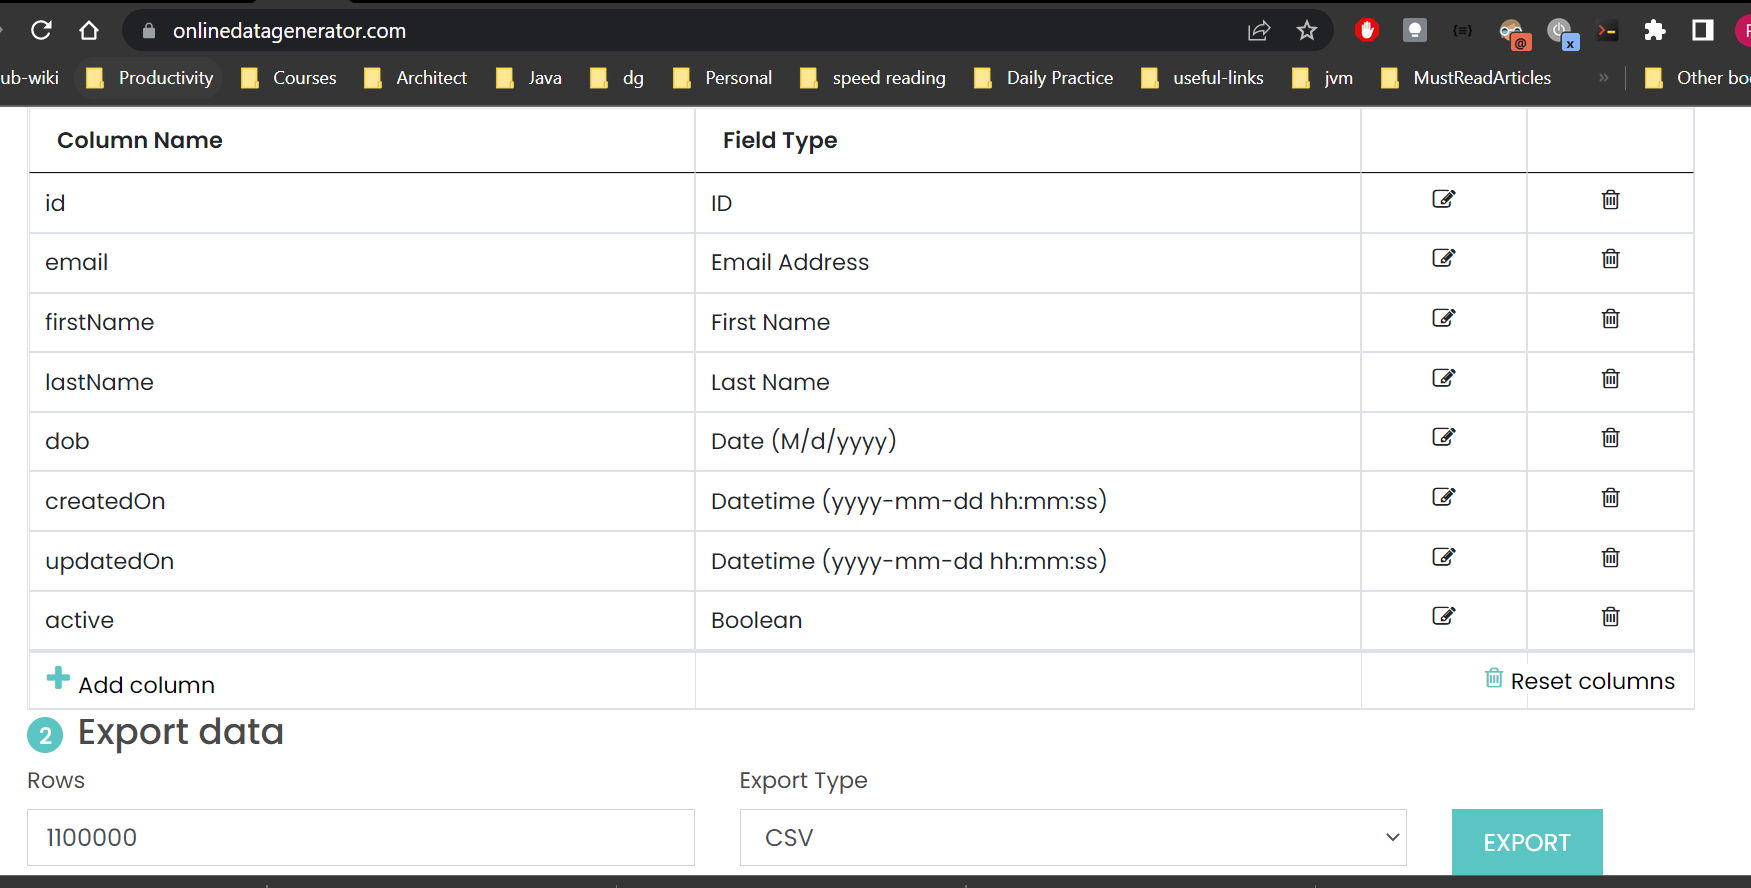 onlinedatagenerator.com
ub-wiki Productivity Courses Architect Java dg Personal speed reading Daily Practice useful-links jvm MustReadArticles » Other bo
Column Name Field Type
id ID
email Email Address
firstName First Name
lastName Last Name
dob Date (M/d/yyyy)
createdOn Datetime (yyyy-mm-dd hh:mm:ss)
updatedOn Datetime (yyyy-mm-dd hh:mm:ss)
active Boolean
Add column Reset columns
2 Export data
Rows Export Type
1100000 CSV EXPORT